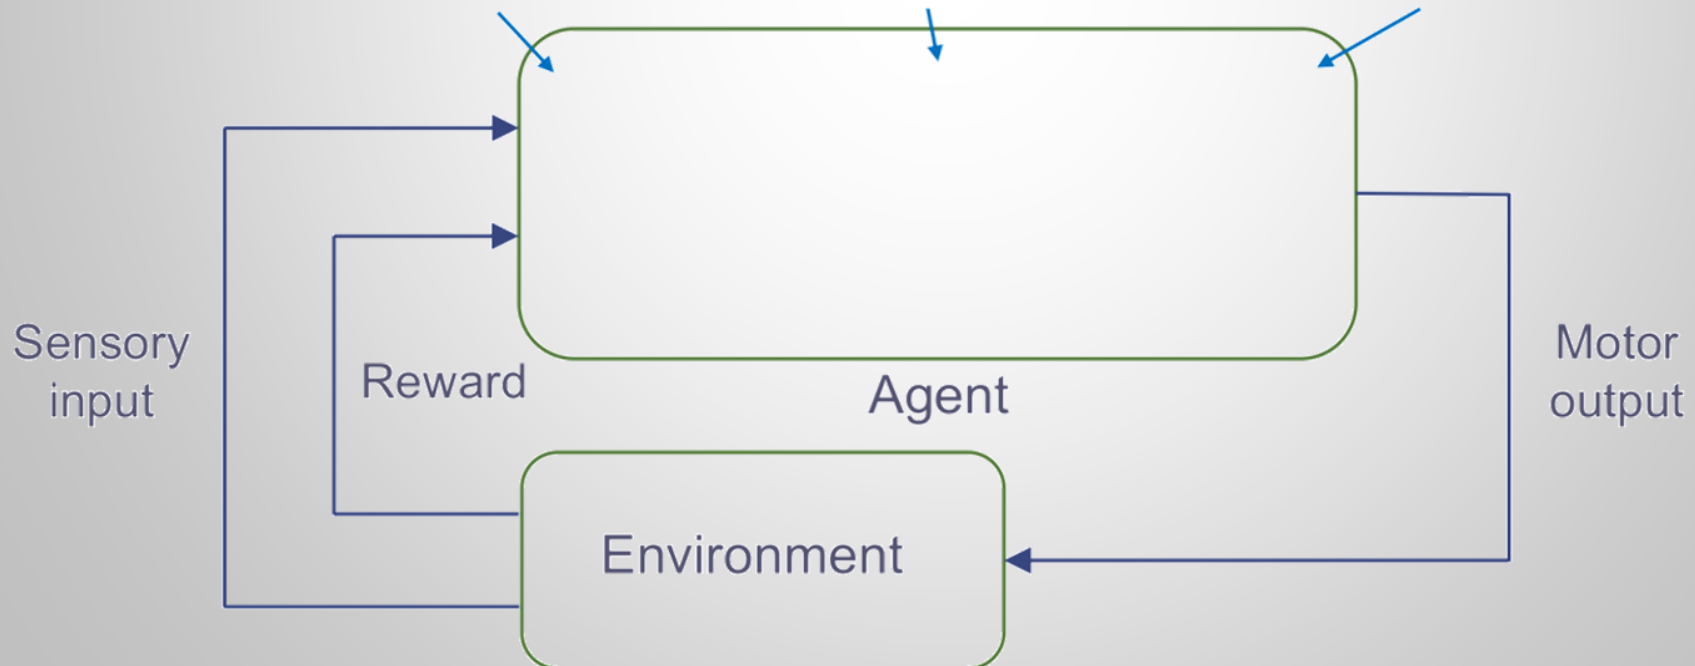 Sensory
input
Reward
Agent
Motor
output
Environment